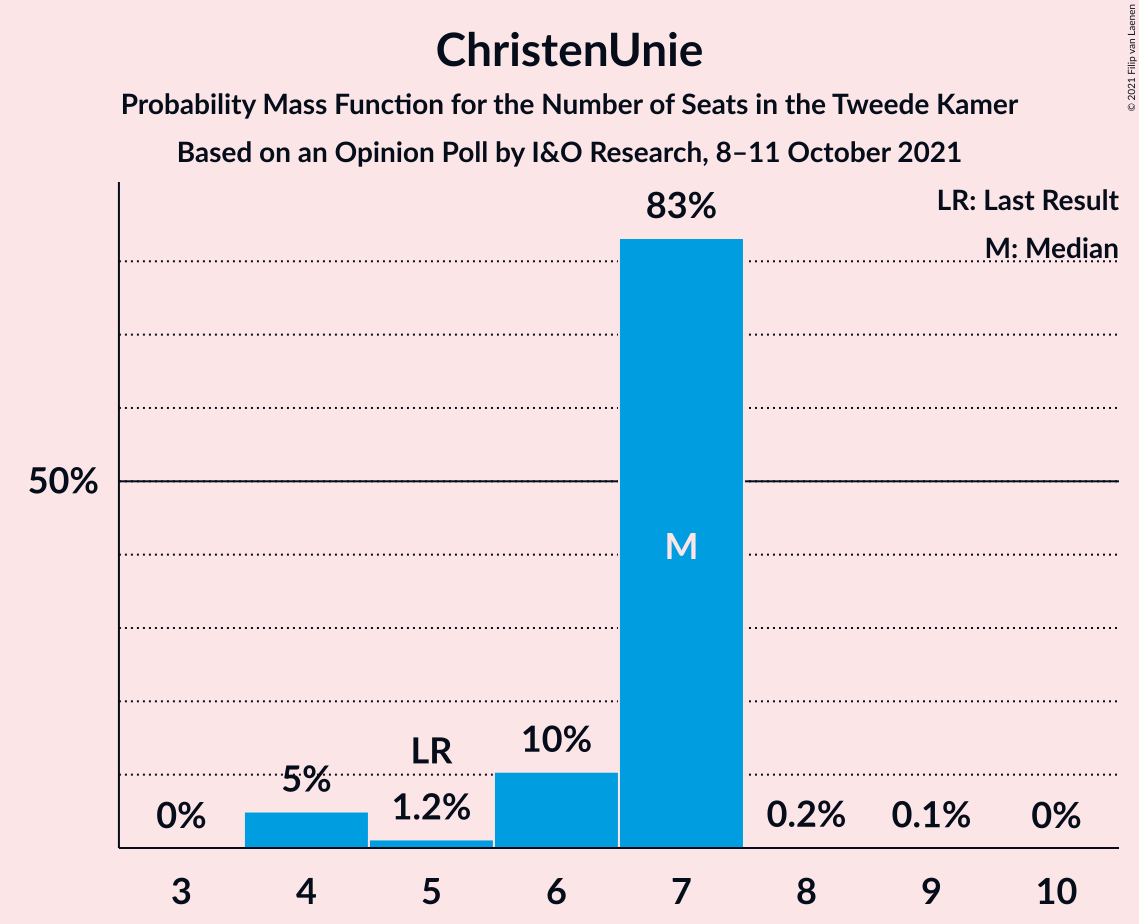 ChristenUnie
Probability Mass Function for the Number of Seats in the Tweede Kamer
Based on an Opinion Poll by I&O Research, 8–11 October 2021
© 2021 Filip van Laenen
LR: Last Result
M: Median
83%
50%
M
10%
LR
5%
1.2%
0%
0.2%
0.1%
0%
3 4 5 6 7 8 9 10